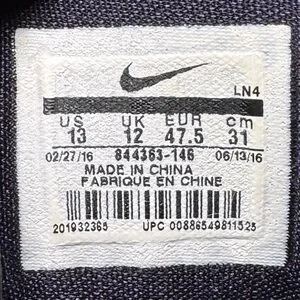 LN4
US UK EUR cm
13 12 47.5 31
02/27/16 844363-146 06/13/16
MADE IN CHINA
FABRIQUE EN CHINE
201932365 UPC 00886549811525